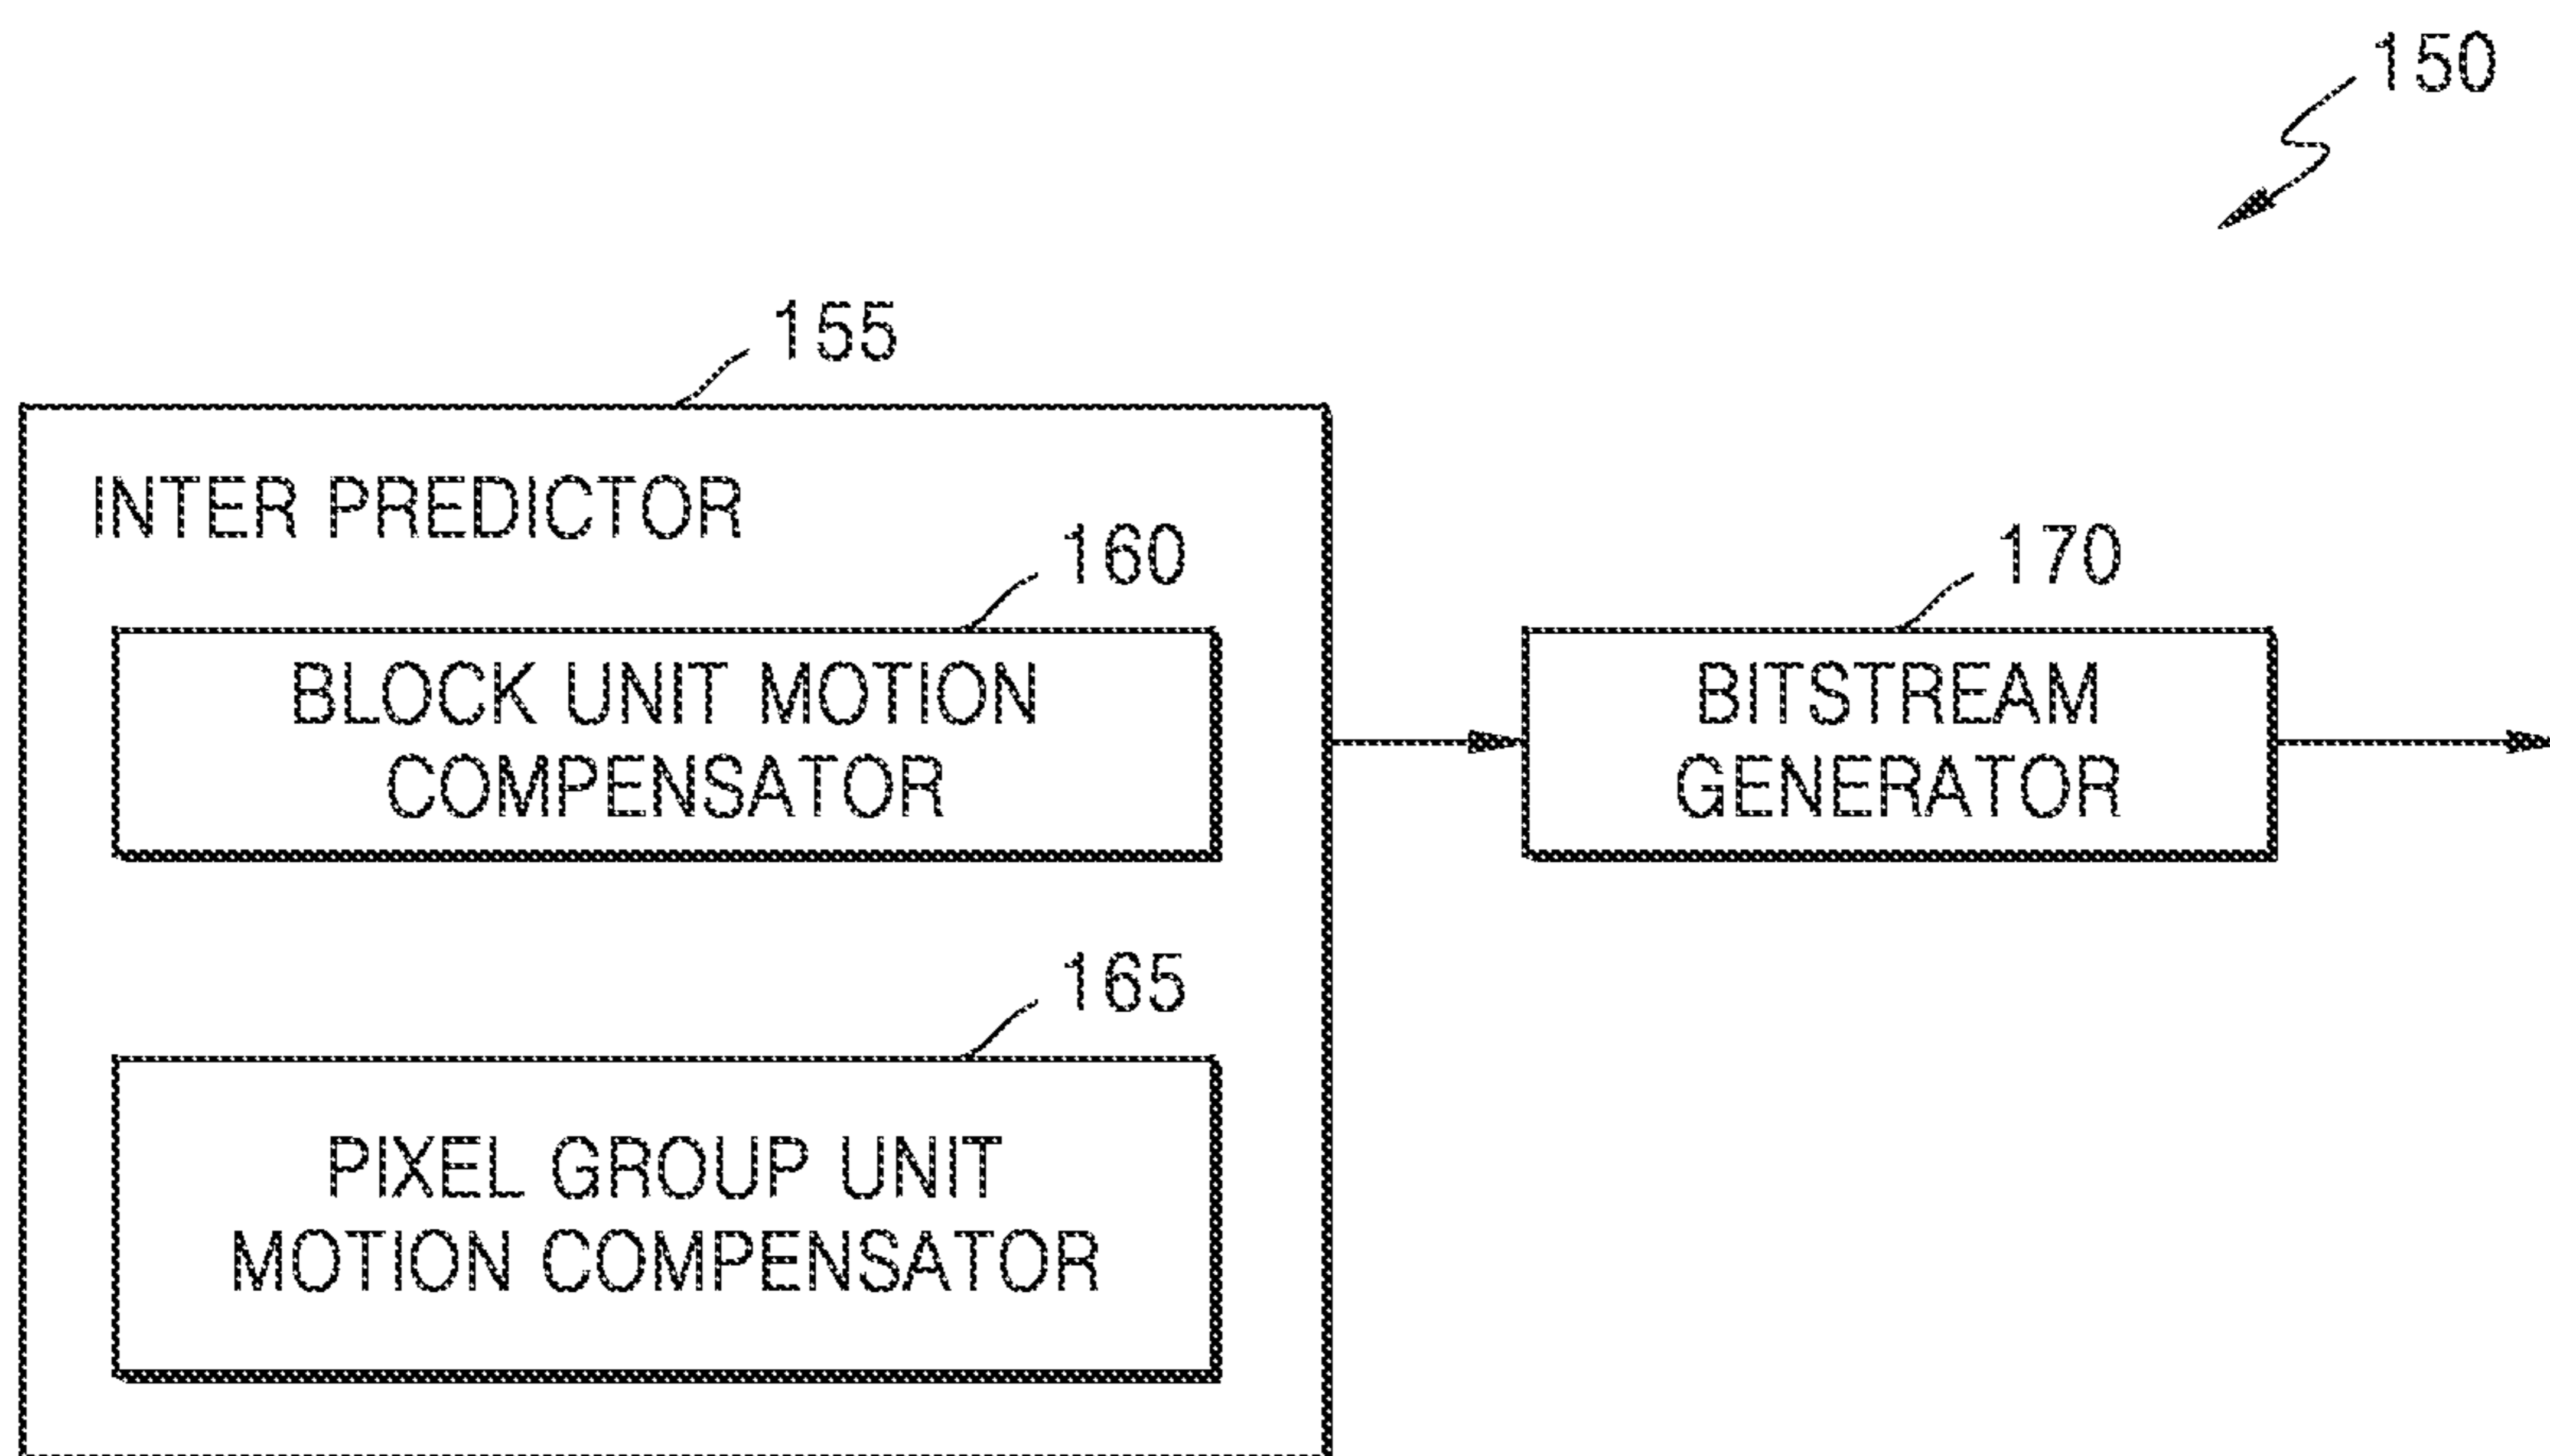 150
155
INTER PREDICTOR
160
BLOCK UNIT MOTION
COMPENSATOR
165
PIXEL GROUP UNIT
MOTION COMPENSATOR
170
BITSTREAM
GENERATOR